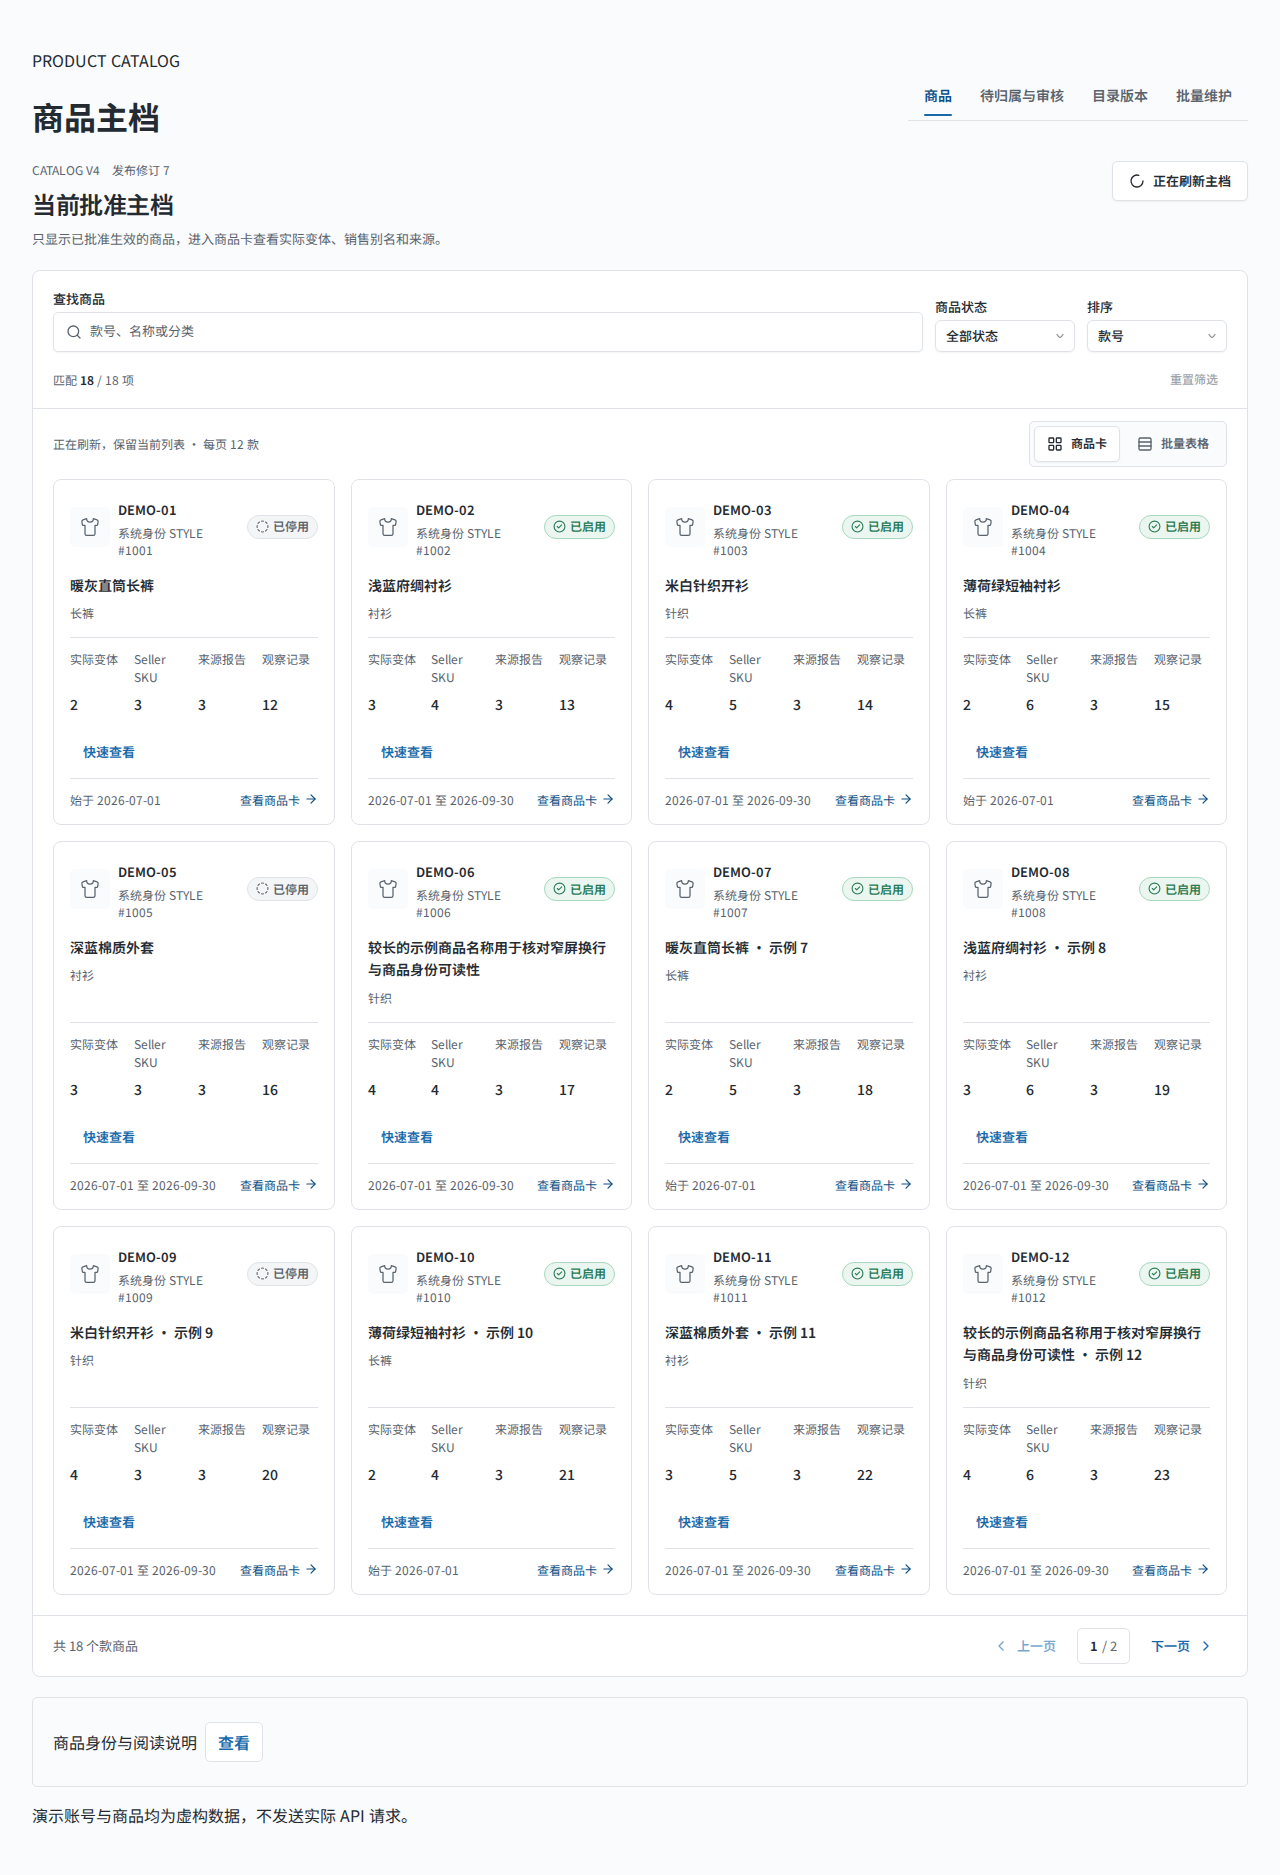 PRODUCT CATALOG
商品主档
商品 待归属与审核 目录版本 批量维护
CATALOG V4 发布修订 7
当前批准主档
只显示已批准生效的商品，进入商品卡查看实际变体、销售别名和来源。
正在刷新主档
查找商品
款号、名称或分类
商品状态
全部状态
排序
款号
匹配 18 / 18 项
重置筛选
正在刷新，保留当前列表 · 每页 12 款
商品卡 批量表格
DEMO-01
系统身份 STYLE
#1001
已停用
暖灰直筒长裤
长裤
实际变体 Seller SKU 来源报告 观察记录
2 3 3 12
快速查看
始于 2026-07-01 查看商品卡
DEMO-02
系统身份 STYLE
#1002
已启用
浅蓝府绸衬衫
衬衫
实际变体 Seller SKU 来源报告 观察记录
3 4 3 13
快速查看
2026-07-01 至 2026-09-30 查看商品卡
DEMO-03
系统身份 STYLE
#1003
已启用
米白针织开衫
针织
实际变体 Seller SKU 来源报告 观察记录
4 5 3 14
快速查看
2026-07-01 至 2026-09-30 查看商品卡
DEMO-04
系统身份 STYLE
#1004
已启用
薄荷绿短袖衬衫
长裤
实际变体 Seller SKU 来源报告 观察记录
2 6 3 15
快速查看
始于 2026-07-01 查看商品卡
DEMO-05
系统身份 STYLE
#1005
已停用
深蓝棉质外套
衬衫
实际变体 Seller SKU 来源报告 观察记录
3 3 3 16
快速查看
2026-07-01 至 2026-09-30 查看商品卡
DEMO-06
系统身份 STYLE
#1006
已启用
较长的示例商品名称用于核对窄屏换行
与商品身份可读性
针织
实际变体 Seller SKU 来源报告 观察记录
4 4 3 17
快速查看
2026-07-01 至 2026-09-30 查看商品卡
DEMO-07
系统身份 STYLE
#1007
已启用
暖灰直筒长裤 · 示例 7
长裤
实际变体 Seller SKU 来源报告 观察记录
2 5 3 18
快速查看
始于 2026-07-01 查看商品卡
DEMO-08
系统身份 STYLE
#1008
已启用
浅蓝府绸衬衫 · 示例 8
衬衫
实际变体 Seller SKU 来源报告 观察记录
3 6 3 19
快速查看
2026-07-01 至 2026-09-30 查看商品卡
DEMO-09
系统身份 STYLE
#1009
已停用
米白针织开衫 · 示例 9
针织
实际变体 Seller SKU 来源报告 观察记录
4 3 3 20
快速查看
2026-07-01 至 2026-09-30 查看商品卡
DEMO-10
系统身份 STYLE
#1010
已启用
薄荷绿短袖衬衫 · 示例 10
长裤
实际变体 Seller SKU 来源报告 观察记录
2 4 3 21
快速查看
始于 2026-07-01 查看商品卡
DEMO-11
系统身份 STYLE
#1011
已启用
深蓝棉质外套 · 示例 11
衬衫
实际变体 Seller SKU 来源报告 观察记录
3 5 3 22
快速查看
2026-07-01 至 2026-09-30 查看商品卡
DEMO-12
系统身份 STYLE
#1012
已启用
较长的示例商品名称用于核对窄屏换行
与商品身份可读性 · 示例 12
针织
实际变体 Seller SKU 来源报告 观察记录
4 6 3 23
快速查看
2026-07-01 至 2026-09-30 查看商品卡
共 18 个款商品
上一页 1 / 2 下一页
商品身份与阅读说明 查看
演示账号与商品均为虚构数据，不发送实际 API 请求。